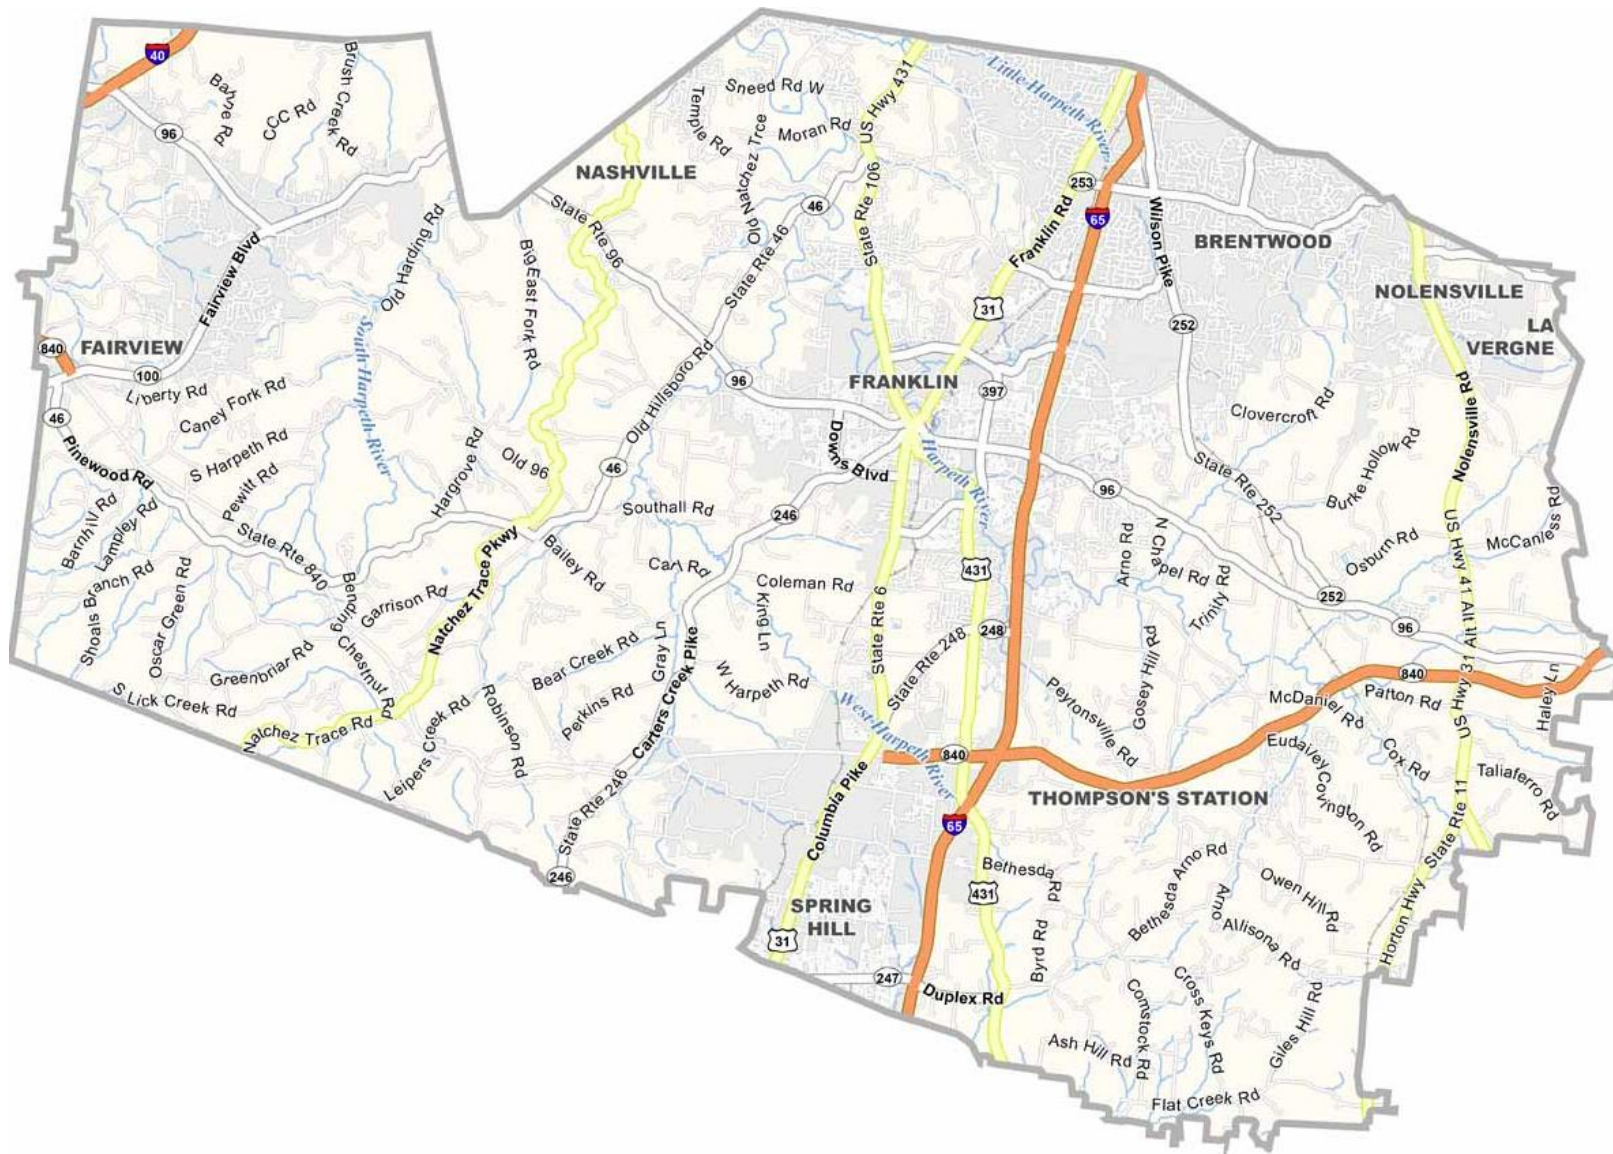 40
Brush Creek Rd
Barre Rd
CCC Rd
96
Sneed Rd W
Temple Rd
Old Natchez Trce
Moran Rd
US Hwy 431
Little Harpeth River
NASHVILLE
State Rte 96
46
State Rte 106
253
Franklin Rd
65
Wilson Pike
BRENTWOOD
Old Harding Rd
Fairview Blvd
Big East Fork Rd
State Rte 46
31
252
NOLENSVILLE
LA
VERGNE
840
FAIRVIEW
100
Liberty Rd
Caney Fork Rd
South Harpeth River
Old Hillsboro Rd
96
FRANKLIN
397
Clovercroft Rd
Nolensville Rd
46
Pinewood Rd
S Harpeth Rd
Pewitt Rd
Hargrove Rd
Old 96
46
Downs Blvd
Harpeth River
96
State Rte 252
Burke Hollow Rd
Barnhill Rd
Lampley Rd
State Rte 840
Southall Rd
246
McCanless Rd
Natchez Trace Pkwy
Bailey Rd
Carl Rd
Coleman Rd
431
Arno Rd
N Chapel Rd
Trinity Rd
Osburn Rd
US Hwy 41 Alt
Shoals Branch Rd
Oscar Green Rd
Bending Chestnut Rd
Garrison Rd
King Ln
State Rte 6
State Rte 248
248
252
96
Greenbriar Rd
Bear Creek Rd
Gray Ln
W Harpeth Rd
Gosey Hill Rd
Peytonsville Rd
840
McDaniel Rd
Patton Rd
US Hwy 31 Alt
Haley Ln
S Lick Creek Rd
Natchez Trace Rd
Leipers Creek Rd
Robinson Rd
Perkins Rd
Carters Creek Pike
West Harpeth River
840
Eudailey Covington Rd
Cox Rd
Taliaferro Rd
State Rte 246
Columbia Pike
65
THOMPSON'S STATION
State Rte 11
246
SPRING
HILL
Bethesda Rd
431
Bethesda Arno Rd
Arno
Owen Hill Rd
Allisona Rd
Horton Hwy
31
247
Duplex Rd
Byrd Rd
Comstock Rd
Cross Keys Rd
Giles Hill Rd
Ash Hill Rd
Flat Creek Rd